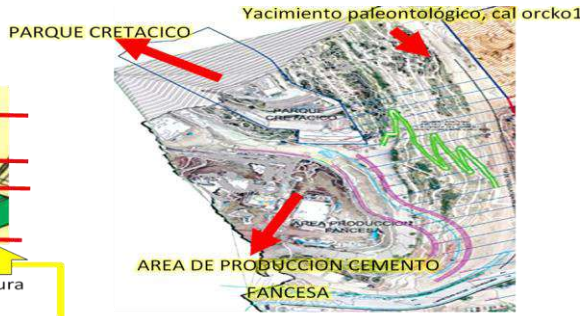 Yacimiento paleontológico, cal orcko1
PARQUE CRETACICO
PARQUE
CRETACICO
AREA PRODUCCION
FANCESA
AREA DE PRODUCCION CEMENTO
FANCESA
ura